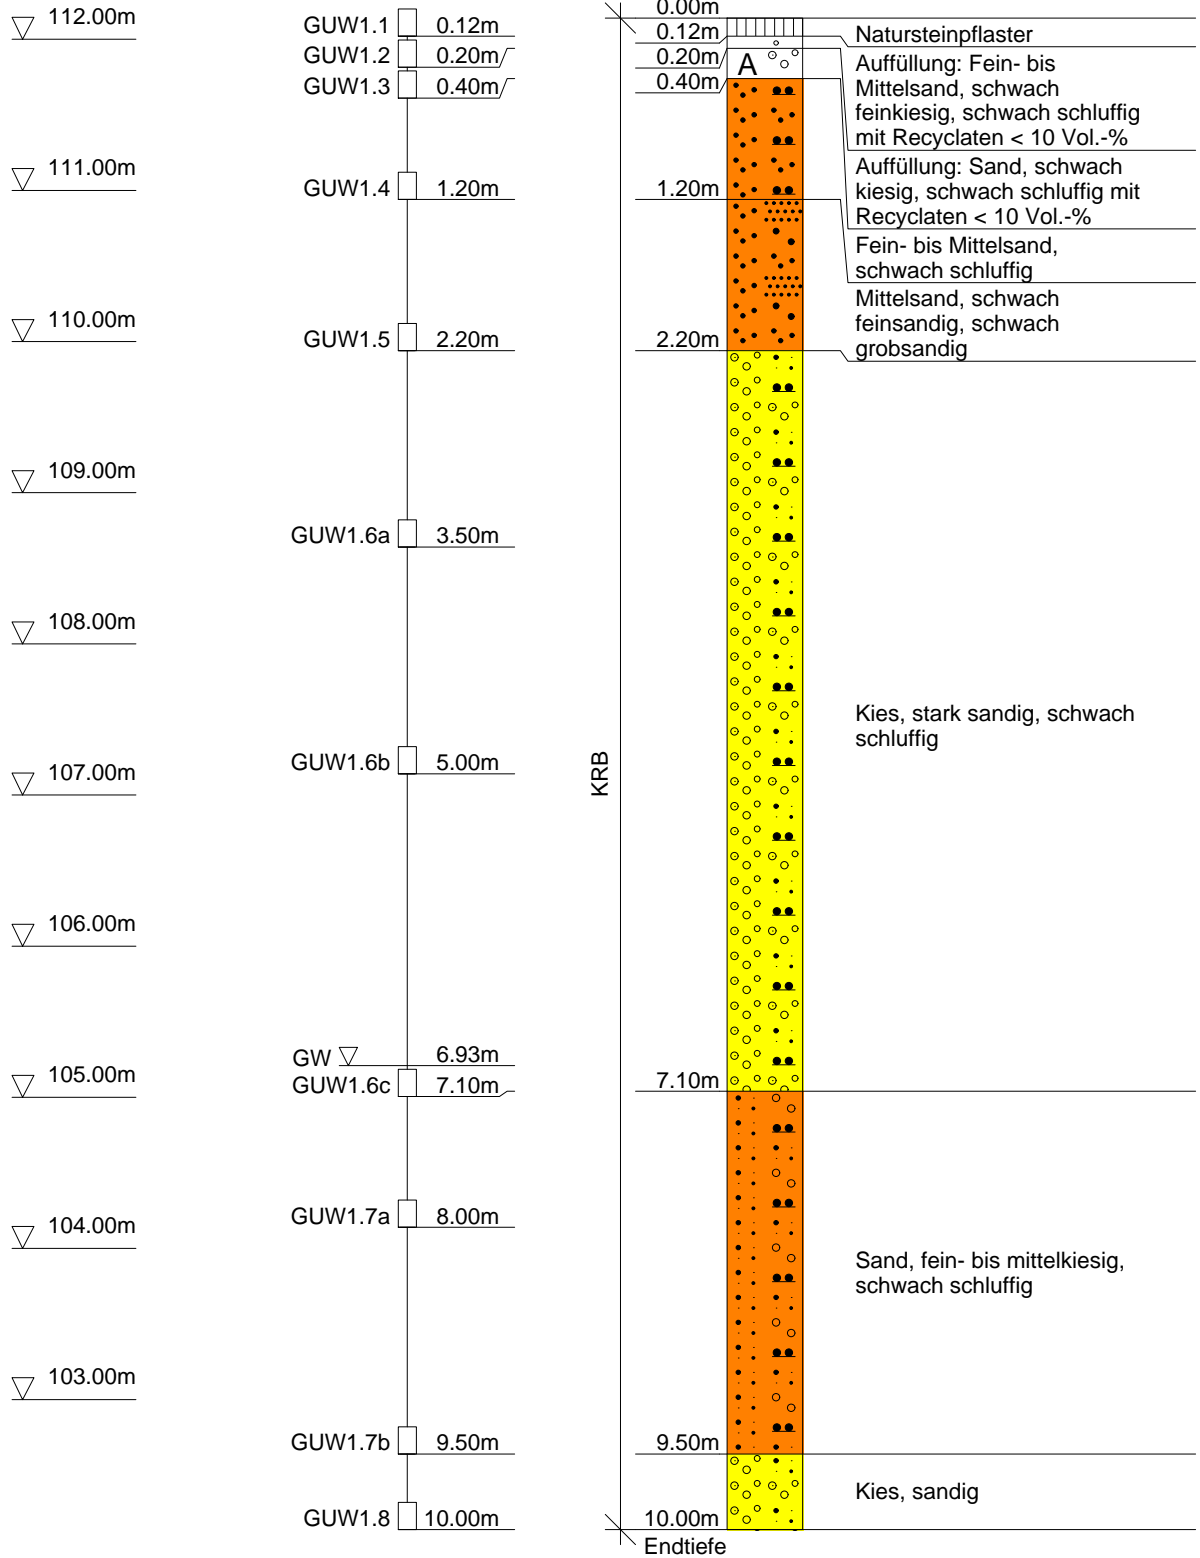 112.00m
111.00m
110.00m
109.00m
108.00m
107.00m
106.00m
105.00m
104.00m
103.00m
GUW1.1 0.12m
GUW1.2 0.20m
GUW1.3 0.40m
GUW1.4 1.20m
GUW1.5 2.20m
GUW1.6a 3.50m
GUW1.6b 5.00m
GW 6.93m
GUW1.6c 7.10m
GUW1.7a 8.00m
GUW1.7b 9.50m
GUW1.8 10.00m
KRB
0.00m
0.12m
0.20m
0.40m
1.20m
2.20m
7.10m
9.50m
10.00m
Endtiefe
A
Natursteinpflaster
Auffüllung: Fein- bis
Mittelsand, schwach
feinkiesig, schwach schluffig
mit Recyclaten < 10 Vol.-%
Auffüllung: Sand, schwach
kiesig, schwach schluffig mit
Recyclaten < 10 Vol.-%
Fein- bis Mittelsand,
schwach schluffig
Mittelsand, schwach
feinsandig, schwach
grobsandig
Kies, stark sandig, schwach
schluffig
Sand, fein- bis mittelkiesig,
schwach schluffig
Kies, sandig